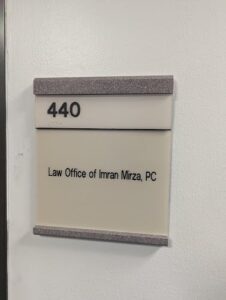 440
Law Office of Imran Mirza, PC